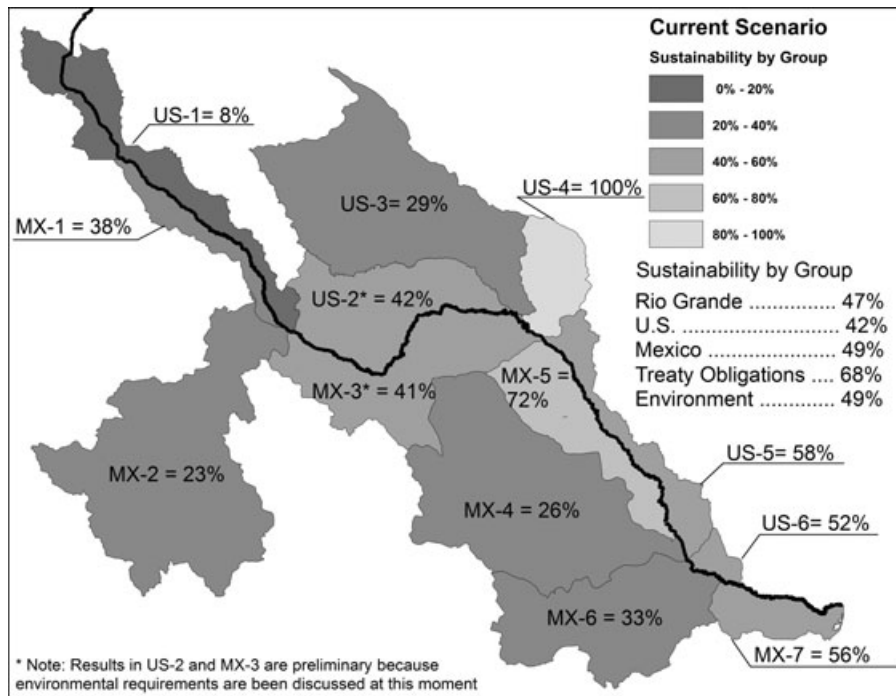 Current Scenario
Sustainability by Group
0% - 20%
20% - 40%
40% - 60%
60% - 80%
80% - 100%
US-1= 8%
US-4= 100%
US-3= 29%
MX-1 = 38%
Sustainability by Group
Rio Grande .............. 47%
U.S. ........................ 42%
Mexico ................... 49%
Treaty Obligations .... 68%
Environment ............. 49%
US-2* = 42%
MX-3* = 41%
MX-5 =
72%
US-5= 58%
MX-2 = 23%
MX-4 = 26%
US-6= 52%
MX-6 = 33%
MX-7 = 56%
* Note: Results in US-2 and MX-3 are preliminary because
environmental requirements are been discussed at this moment